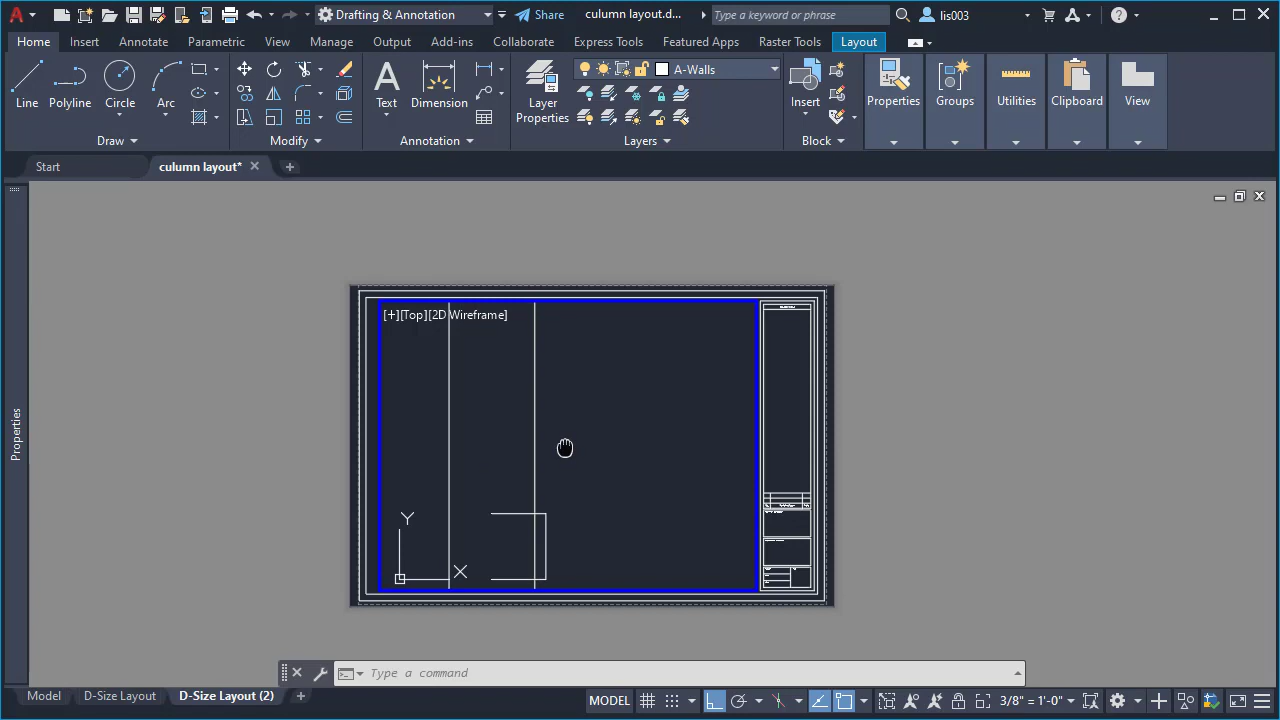 Drafting & Annotation
Share
culumn layout.d...
Type a keyword or phrase
lis003
Home
Insert
Annotate
Parametric
View
Manage
Output
Add-ins
Collaborate
Express Tools
Featured Apps
Raster Tools
Layout
Line
Polyline
Circle
Arc
Text
Dimension
Layer
Properties
A-Walls
Insert
Properties
Groups
Utilities
Clipboard
View
Draw
Modify
Annotation
Layers
Block
Start
culumn layout*
[+][Top][2D Wireframe]
Properties
Y
X
Type a command
Model
D-Size Layout
D-Size Layout (2)
MODEL
3/8" = 1'-0"